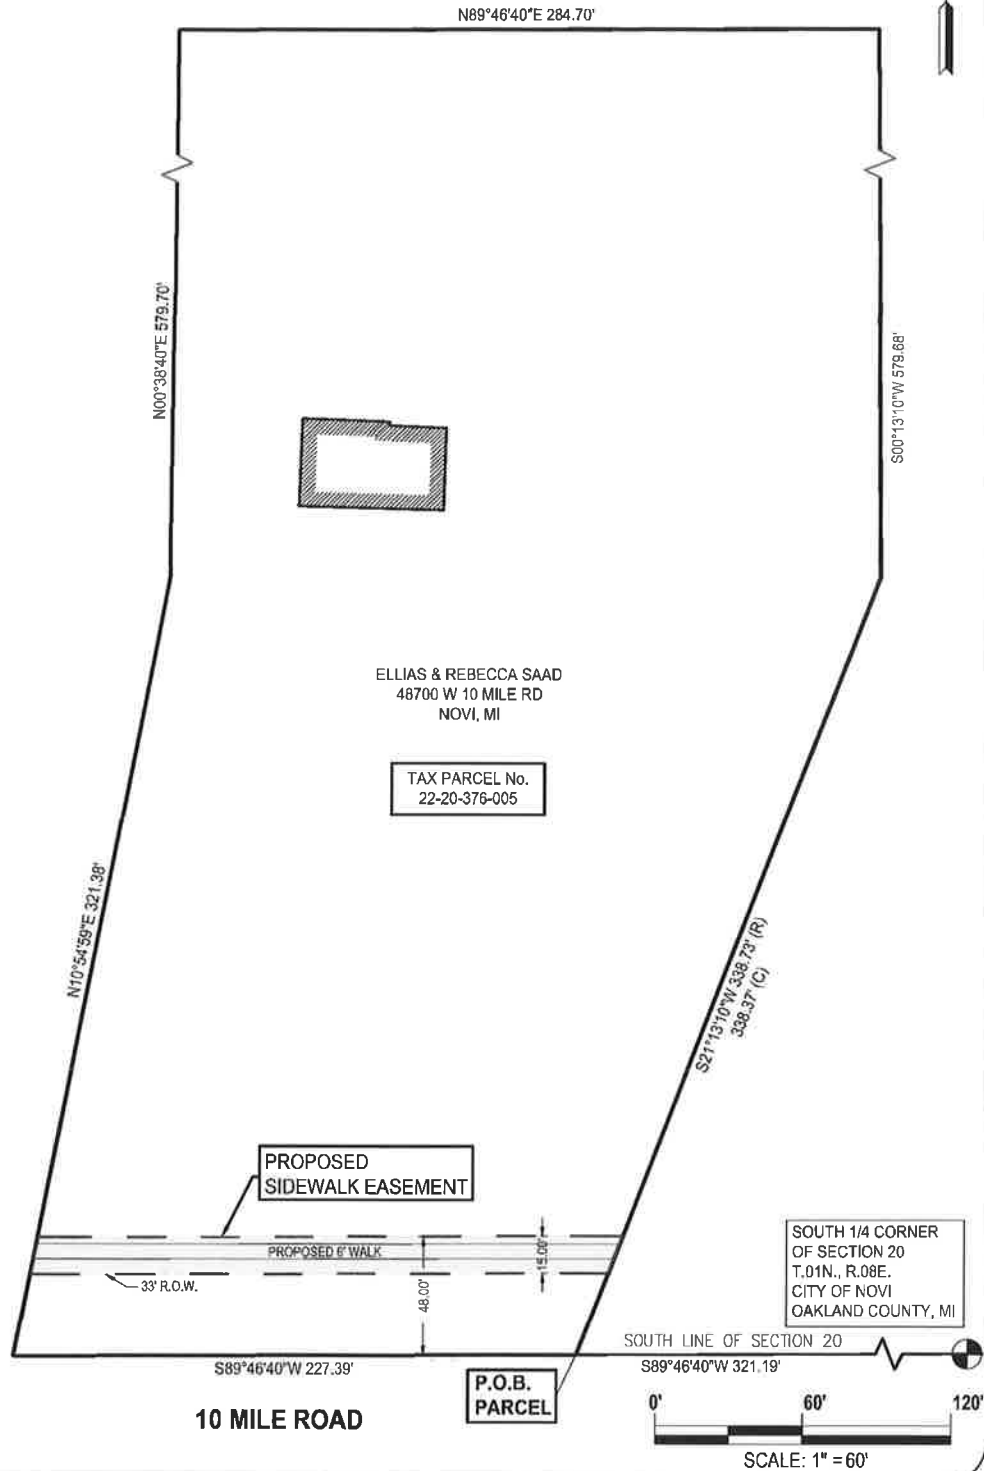 N89°46'40"E 284.70'
N00°38'40"E 579.70'
S00°13'10"W 579.68'
ELLIAS & REBECCA SAAD
48700 W 10 MILE RD
NOVI, MI
TAX PARCEL No.
22-20-376-005
N10°54'59"E 321.38'
S21°13'10"W 338.73' (R)
338.37' (C)
PROPOSED
SIDEWALK EASEMENT
PROPOSED 6' WALK
15.00'
33' R.O.W.
48.00'
SOUTH 1/4 CORNER
OF SECTION 20
T.01N., R.08E.
CITY OF NOVI
OAKLAND COUNTY, MI
SOUTH LINE OF SECTION 20
S89°46'40"W 227.39'
S89°46'40"W 321.19'
P.O.B.
PARCEL
10 MILE ROAD
0' 60' 120'
SCALE: 1" = 60'